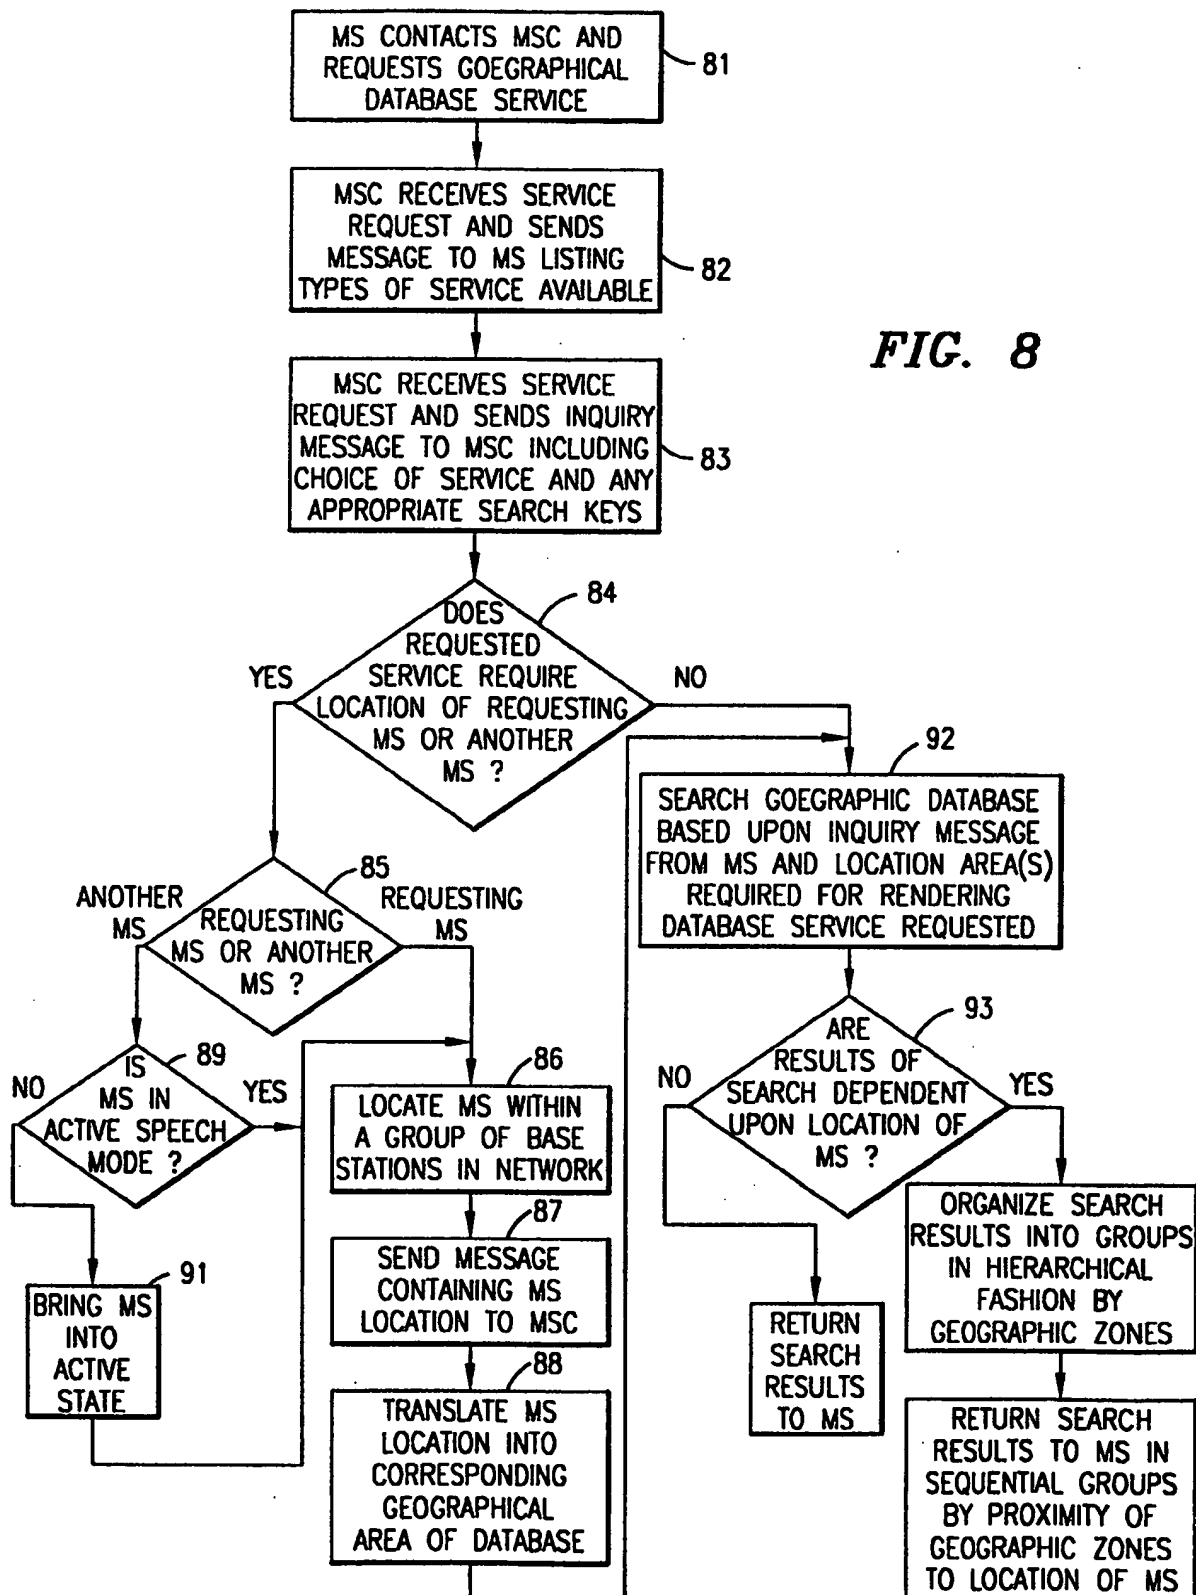 MS CONTACTS MSC AND
REQUESTS GOEGRAPHICAL
DATABASE SERVICE
81
MSC RECEIVES SERVICE
REQUEST AND SENDS
MESSAGE TO MS LISTING
TYPES OF SERVICE AVAILABLE
82
FIG. 8
MSC RECEIVES SERVICE
REQUEST AND SENDS INQUIRY
MESSAGE TO MSC INCLUDING
CHOICE OF SERVICE AND ANY
APPROPRIATE SEARCH KEYS
83
84
DOES
REQUESTED
SERVICE REQUIRE
LOCATION OF REQUESTING
MS OR ANOTHER
MS ?
YES
NO
85
ANOTHER
MS
REQUESTING
MS
REQUESTING
MS OR ANOTHER
MS ?
89
IS
MS IN
ACTIVE SPEECH
MODE ?
NO
YES
91
BRING MS
INTO
ACTIVE
STATE
86
LOCATE MS WITHIN
A GROUP OF BASE
STATIONS IN NETWORK
87
SEND MESSAGE
CONTAINING MS
LOCATION TO MSC
88
TRANSLATE MS
LOCATION INTO
CORRESPONDING
GEOGRAPHICAL
AREA OF DATABASE
92
SEARCH GOEGRAPHIC DATABASE
BASED UPON INQUIRY MESSAGE
FROM MS AND LOCATION AREA(S)
REQUIRED FOR RENDERING
DATABASE SERVICE REQUESTED
93
ARE
RESULTS OF
SEARCH DEPENDENT
UPON LOCATION OF
MS ?
NO
YES
RETURN
SEARCH
RESULTS
TO MS
ORGANIZE SEARCH
RESULTS INTO GROUPS
IN HIERARCHICAL
FASHION BY
GEOGRAPHIC ZONES
RETURN SEARCH
RESULTS TO MS IN
SEQUENTIAL GROUPS
BY PROXIMITY OF
GEOGRAPHIC ZONES
TO LOCATION OF MS